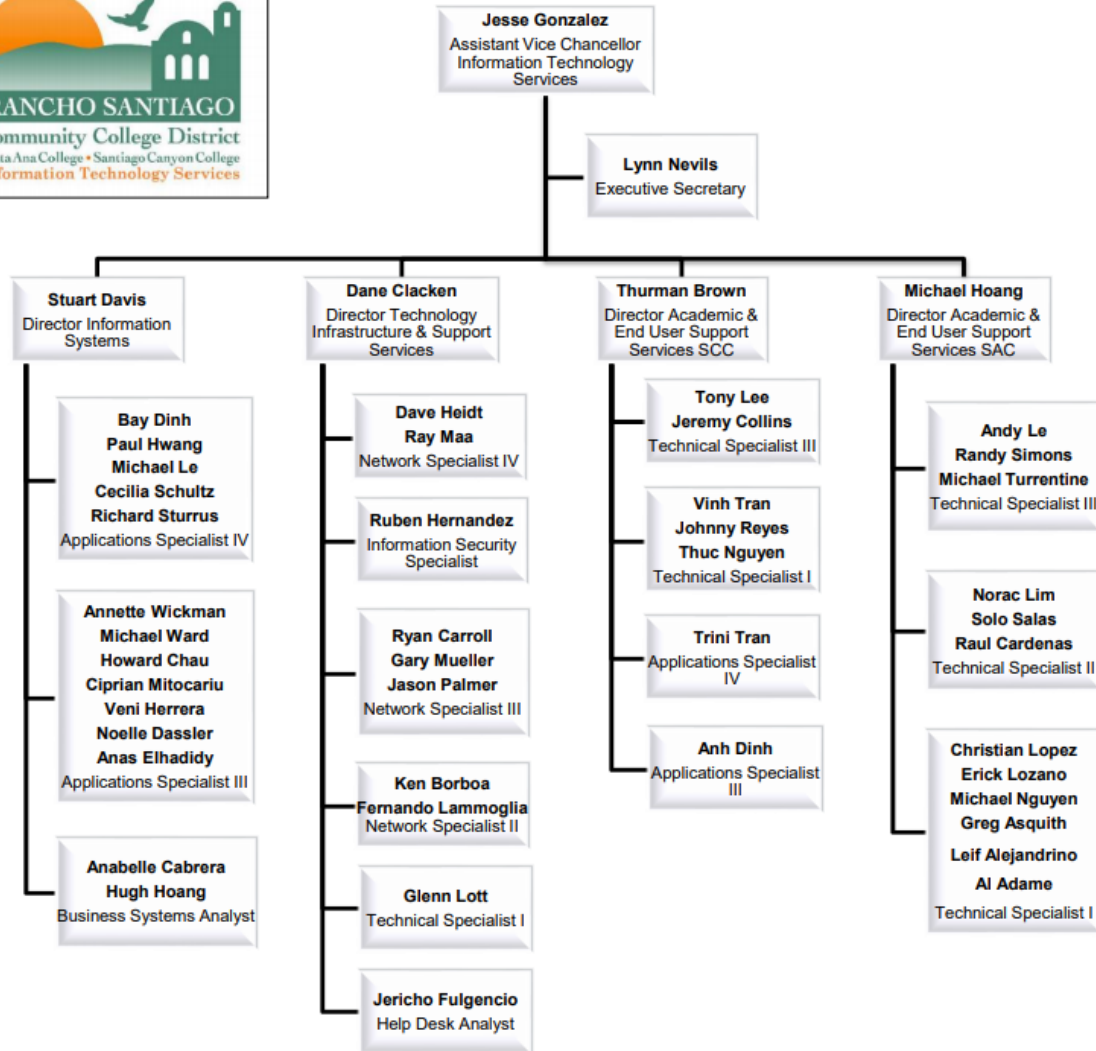 RANCHO SANTIAGO
Community College District
Ana College • Santiago Canyon College
Information Technology Services
Jesse Gonzalez
Assistant Vice Chancellor
Information Technology
Services
Lynn Nevils
Executive Secretary
Stuart Davis
Director Information
Systems
Bay Dinh
Paul Hwang
Michael Le
Cecilia Schultz
Richard Sturrus
Applications Specialist IV
Annette Wickman
Michael Ward
Howard Chau
Ciprian Mitocariu
Veni Herrera
Noelle Dassler
Anas Elhadidy
Applications Specialist III
Anabelle Cabrera
Hugh Hoang
Business Systems Analyst
Dane Clacken
Director Technology
Infrastructure & Support
Services
Dave Heidt
Ray Maa
Network Specialist IV
Ruben Hernandez
Information Security
Specialist
Ryan Carroll
Gary Mueller
Jason Palmer
Network Specialist III
Ken Borboa
Fernando Lammoglia
Network Specialist II
Glenn Lott
Technical Specialist I
Jericho Fulgencio
Help Desk Analyst
Thurman Brown
Director Academic &
End User Support
Services SCC
Tony Lee
Jeremy Collins
Technical Specialist III
Vinh Tran
Johnny Reyes
Thuc Nguyen
Technical Specialist I
Trini Tran
Applications Specialist
IV
Anh Dinh
Applications Specialist
III
Michael Hoang
Director Academic &
End User Support
Services SAC
Andy Le
Randy Simons
Michael Turrentine
Technical Specialist III
Norac Lim
Solo Salas
Raul Cardenas
Technical Specialist II
Christian Lopez
Erick Lozano
Michael Nguyen
Greg Asquith
Leif Alejandrino
Al Adame
Technical Specialist I